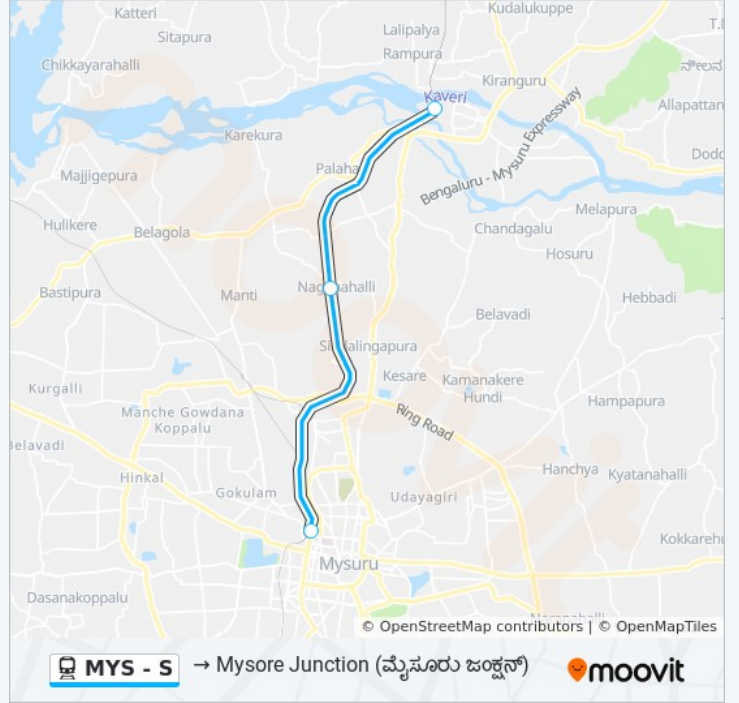 Katteri
Kudalukuppe
Sitapura
Lalipalya
Rampura
Chikkayarahalli
Kiranguru
Kaveri
Allapattan
Karekura
Palaha
Dodd
Majjigepura
Bengaluru - Mysuru Expressway
Melapura
Hulikere
Belagola
Chandagalu
Hosuru
Bastipura
Manti
Hebbadi
Belavadi
Kesare
Kamanakere
Hundi
Kurgalli
Manche Gowdana
Koppalu
Hampapura
Ring Road
Belavadi
Hinkal
Hanchya
Kyatanahalli
Gokulam
Udayagiri
Kokkarehu
Mysuru
Dasanakoppalu
© OpenStreetMap contributors | © OpenMapTiles
MYS - S → Mysore Junction (ಮೈಸೂರು ಜಂಕ್ಷನ್) moovit